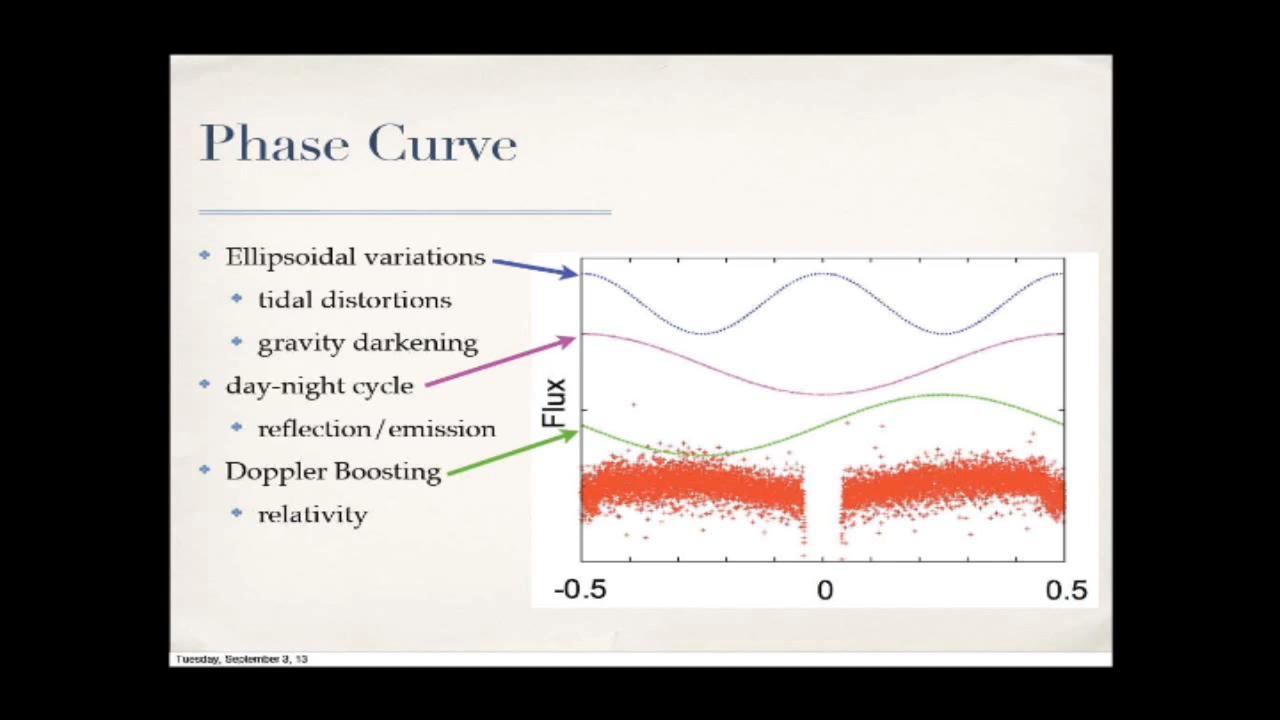 Phase Curve
Ellipsoidal variations
tidal distortions
gravity darkening
day-night cycle
reflection/emission
Doppler Boosting
relativity
Flux
-0.5
0
0.5
Tuesday, September 3, 13